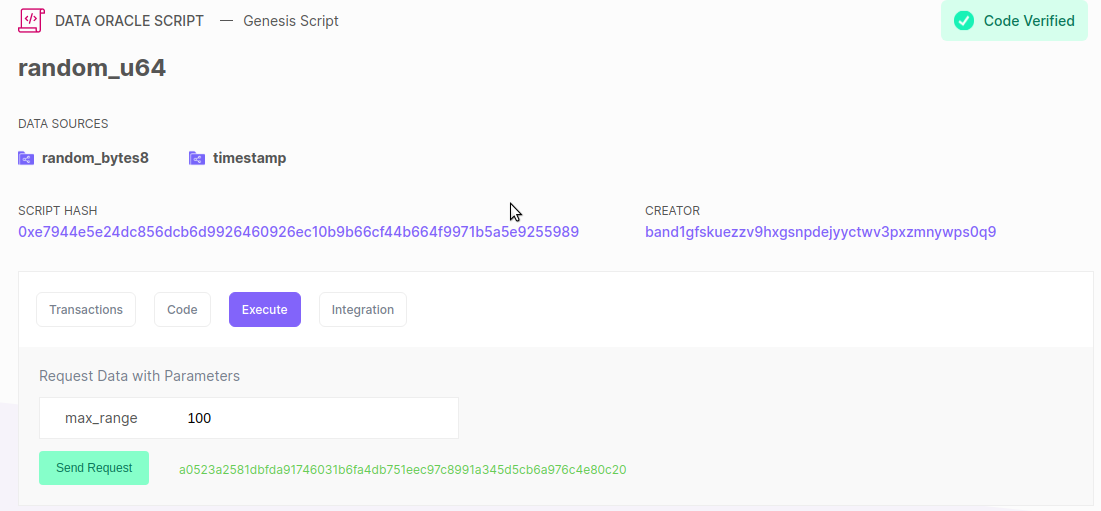 DATA ORACLE SCRIPT — Genesis Script
Code Verified
random_u64
DATA SOURCES
random_bytes8 timestamp
SCRIPT HASH CREATOR
0xe7944e5e24dc856dcb6d9926460926ec10b9b66cf44b664f9971b5a5e9255989 band1gfskuezzv9hxgsnpdejyyctwv3pxzmnywps0q9
Transactions Code Execute Integration
Request Data with Parameters
max_range 100
Send Request a0523a2581dbfda91746031b6fa4db751eec97c8991a345d5cb6a976c4e80c20